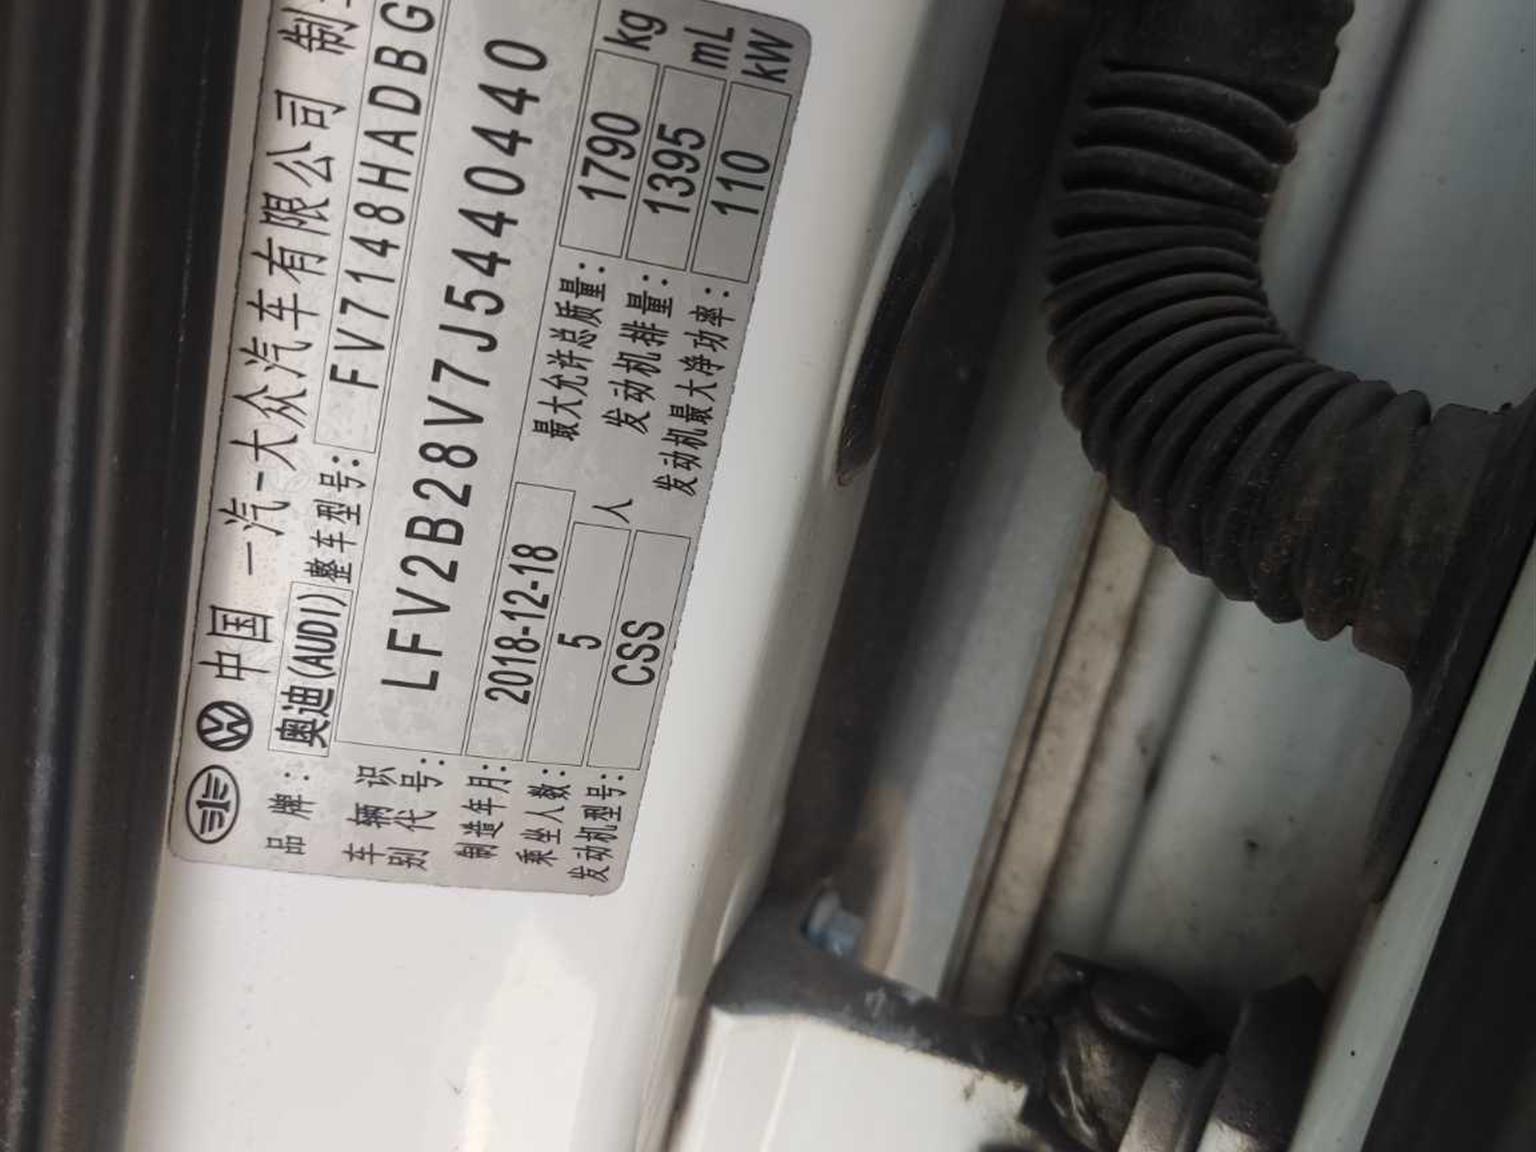 中国 一汽-大众汽车有限公司 制
品牌: 奥迪(AUDI) 整车型号: FV7148HADBG
车辆识
别代号: LFV2B28V7J5440440
制造年月: 2018-12-18 最大允许总质量: 1790 kg
乘坐人数: 5 人 发动机排量: 1395 mL
发动机型号: CSS 发动机最大净功率: 110 kW